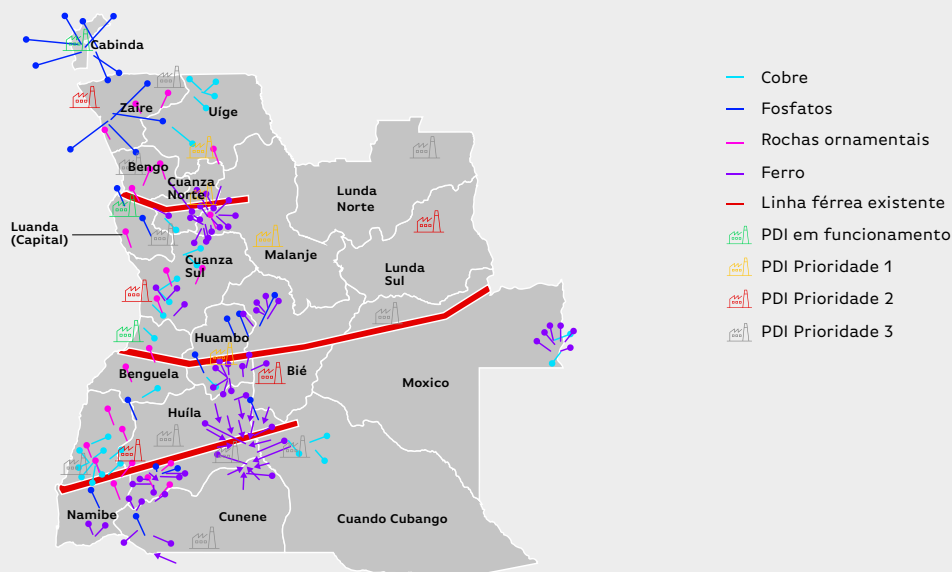 Cabinda
Zaire
Uíge
Bengo
Cuanza
Norte
Lunda
Norte
Luanda
(Capital)
Malanje
Cuanza
Sul
Lunda
Sul
Huambo
Benguela
Bié
Moxico
Huíla
Namibe
Cunene
Cuando Cubango
Cobre
Fosfatos
Rochas ornamentais
Ferro
Linha férrea existente
PDI em funcionamento
PDI Prioridade 1
PDI Prioridade 2
PDI Prioridade 3